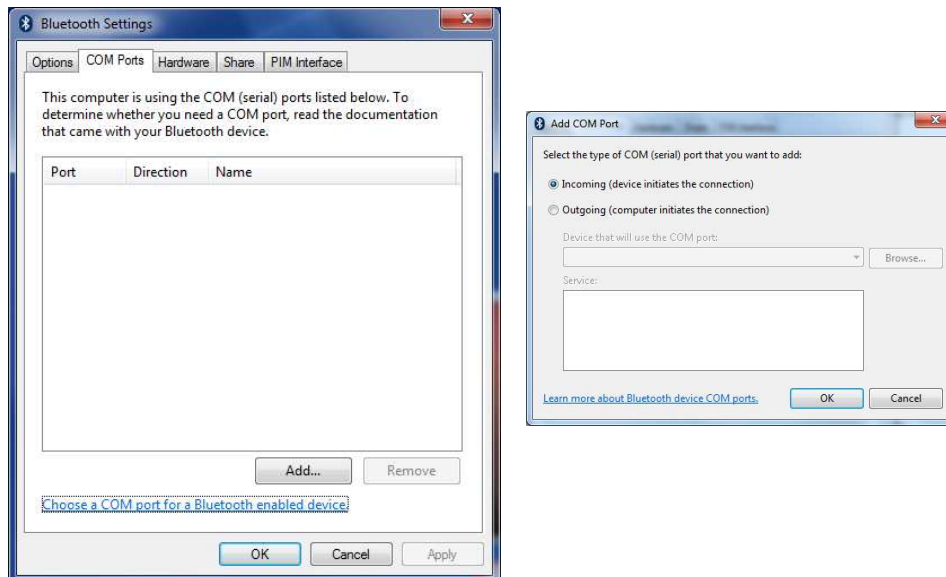 Bluetooth Settings
Options COM Ports Hardware Share PIM Interface
This computer is using the COM (serial) ports listed below. To
determine whether you need a COM port, read the documentation
that came with your Bluetooth device.
Port Direction Name
Add... Remove
Choose a COM port for a Bluetooth enabled device.
OK Cancel Apply
Add COM Port
Select the type of COM (serial) port that you want to add:
Incoming (device initiates the connection)
Outgoing (computer initiates the connection)
Device that will use the COM port:
Browse...
Service:
Learn more about Bluetooth device COM ports.
OK Cancel